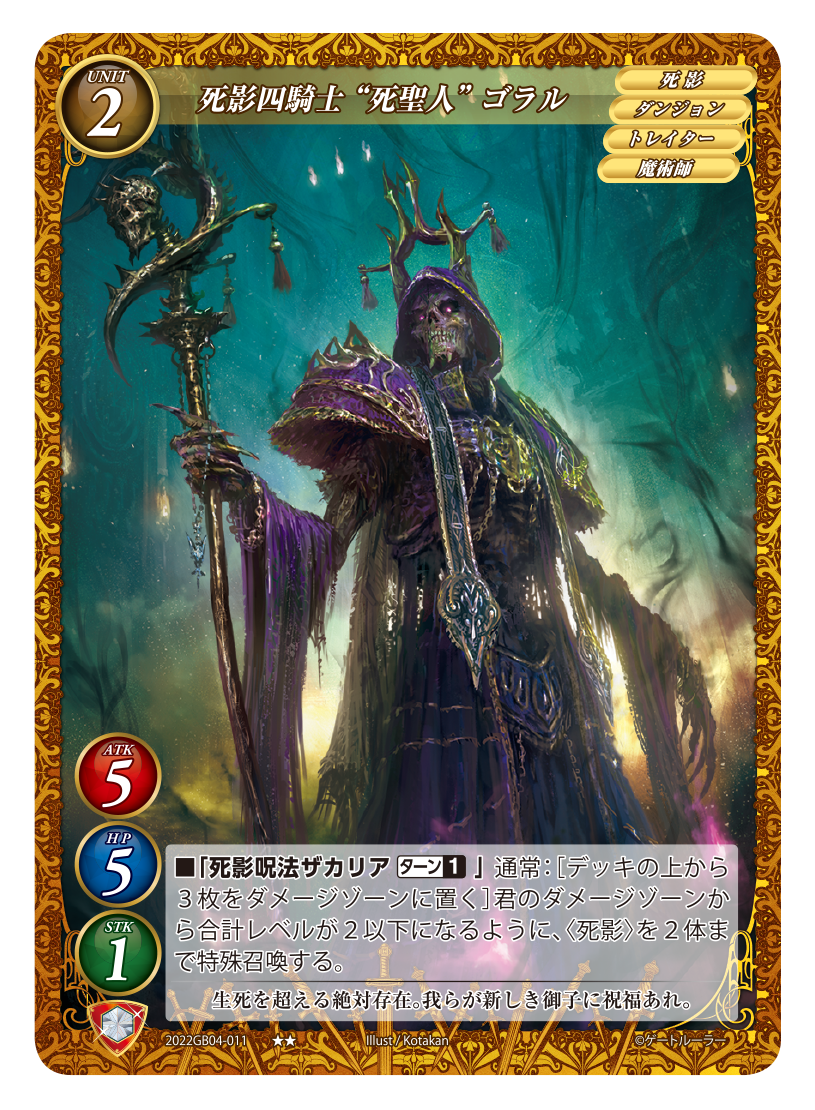 UNIT
2
死影四騎士“死聖人”ゴラル
死影
ダンジョン
トレイター
魔術師
ATK
5
HP
5
STK
1
■「死影呪法ザカリア ターン1 」通常：［デッキの上から
３枚をダメージゾーンに置く］君のダメージゾーンか
ら合計レベルが２以下になるように、〈死影〉を２体ま
で特殊召喚する。
生死を超える絶対存在。我らが新しき御子に祝福あれ。
2022GB04-011 ★★ Illust / Kotakan ©ゲートルーラー